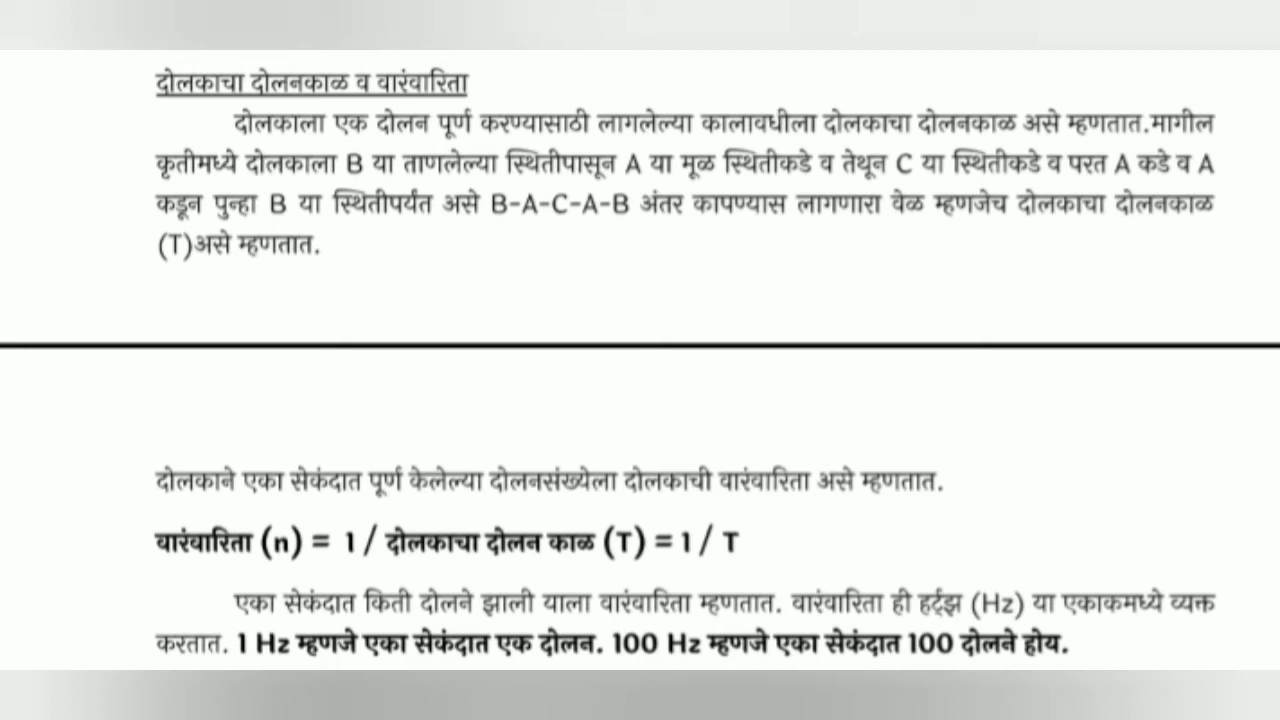 दोलकाचा दोलनकाळ व वारंवारिता
दोलकाला एक दोलन पूर्ण करण्यासाठी लागलेल्या कालावधीला दोलकाचा दोलनकाळ असे म्हणतात.मागील
कृतीमध्ये दोलकाला B या ताणलेल्या स्थितीपासून A या मूळ स्थितीकडे व तेथून C या स्थितीकडे व परत A कडे व A
कडून पुन्हा B या स्थितीपर्यंत असे B-A-C-A-B अंतर कापण्यास लागणारा वेळ म्हणजेच दोलकाचा दोलनकाळ
(T)असे म्हणतात.
दोलकाने एका सेकंदात पूर्ण केलेल्या दोलनसंख्येला दोलकाची वारंवारिता असे म्हणतात.
वारंवारिता (n) = 1 / दोलकाचा दोलन काळ (T) = 1 / T
एका सेकंदात किती दोलने झाली याला वारंवारिता म्हणतात. वारंवारिता ही हर्ट्झ (Hz) या एकाकमध्ये व्यक्त
करतात. 1 Hz म्हणजे एका सेकंदात एक दोलन. 100 Hz म्हणजे एका सेकंदात 100 दोलने होय.